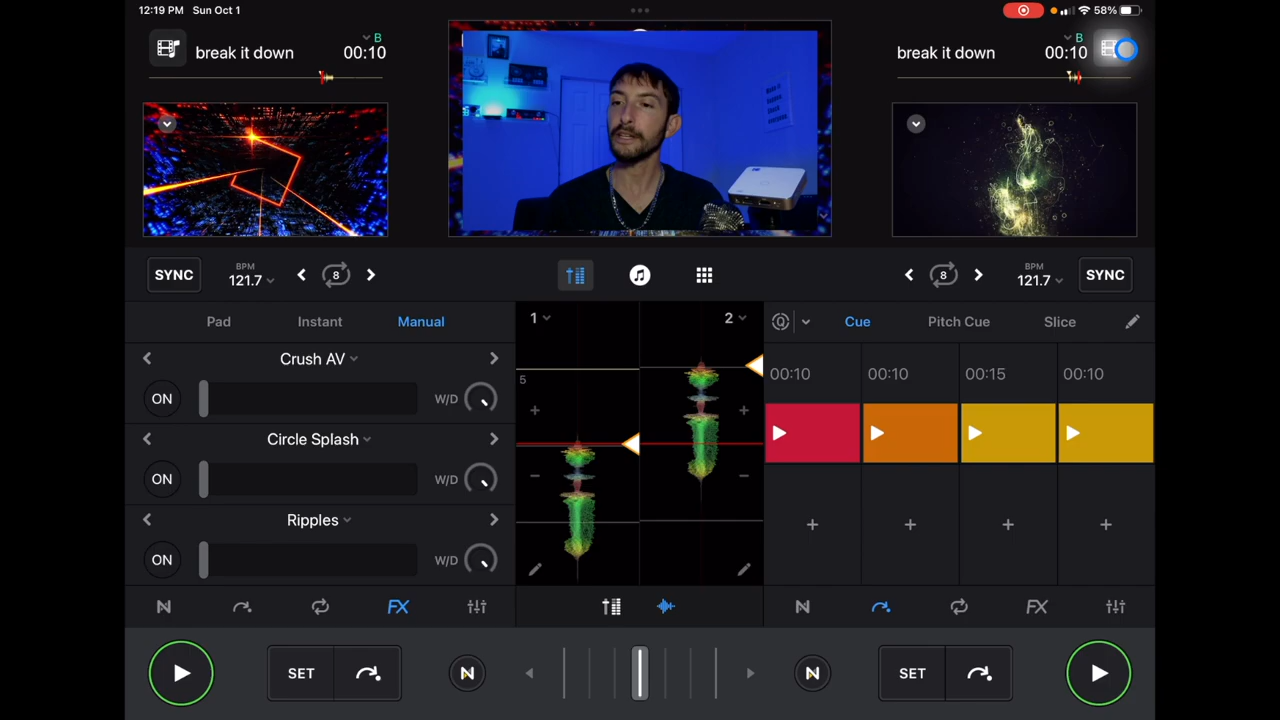 12:19 PM Sun Oct 1
58%
break it down
B
00:10
break it down
B
00:10
SYNC
BPM
121.7
8
8
BPM
121.7
SYNC
Pad
Instant
Manual
1
2
Q
Cue
Pitch Cue
Slice
Crush AV
ON
W/D
Circle Splash
ON
W/D
Ripples
ON
W/D
5
00:10
00:10
00:15
00:10
FX
FX
SET
SET